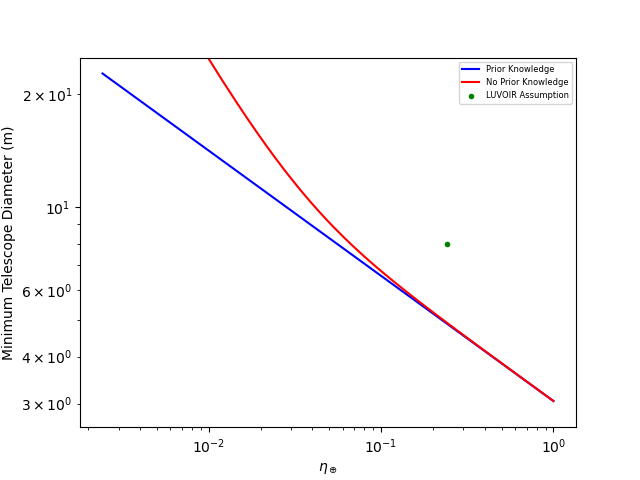 Prior Knowledge
No Prior Knowledge
LUVOIR Assumption
Minimum Telescope Diameter (m)
2 × 10¹
10¹
6 × 10⁰
4 × 10⁰
3 × 10⁰
10⁻² 10⁻¹ 10⁰
η⊕